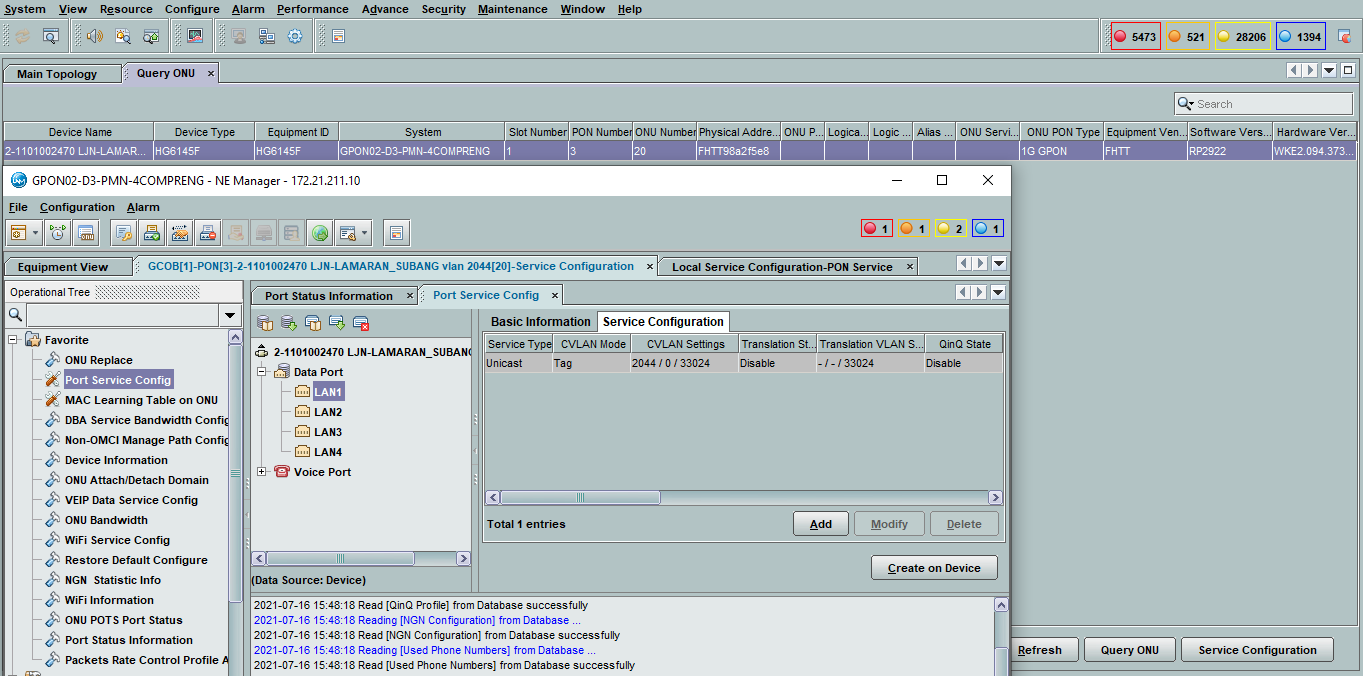 System View Resource Configure Alarm Performance Advance Security Maintenance Window Help
5473 521 28206 1394
Main Topology Query ONU
Search
Device Name Device Type Equipment ID System Slot Number PON Number ONU Number Physical Addre... ONU P... Logica... Logic ... Alias ... ONU Servi... ONU PON Type Equipment Ven... Software Vers... Hardware Ver...
2-1101002470 LJN-LAMAR... HG6145F HG6145F GPON02-D3-PMN-4COMPRENG 1 3 20 FHTT98a2f5e8 1G GPON FHTT RP2922 WKE2.094.373...
GPON02-D3-PMN-4COMPRENG - NE Manager - 172.21.211.10
File Configuration Alarm
1 1 2 1
Equipment View GCOB[1]-PON[3]-2-1101002470 LJN-LAMARAN_SUBANG vlan 2044[20]-Service Configuration Local Service Configuration-PON Service
Operational Tree
Favorite
ONU Replace
Port Service Config
MAC Learning Table on ONU
DBA Service Bandwidth Config
Non-OMCI Manage Path Config
Device Information
ONU Attach/Detach Domain
VEIP Data Service Config
ONU Bandwidth
WiFi Service Config
Restore Default Configure
NGN Statistic Info
WiFi Information
ONU POTS Port Status
Port Status Information
Packets Rate Control Profile A
Port Status Information Port Service Config
2-1101002470 LJN-LAMARAN_SUBANG
Data Port
LAN1
LAN2
LAN3
LAN4
Voice Port
(Data Source: Device)
Basic Information Service Configuration
Service Type CVLAN Mode CVLAN Settings Translation St... Translation VLAN S... QinQ State
Unicast Tag 2044 / 0 / 33024 Disable - / - / 33024 Disable
Total 1 entries Add Modify Delete
Create on Device
2021-07-16 15:48:18 Read [QinQ Profile] from Database successfully
2021-07-16 15:48:18 Reading [NGN Configuration] from Database ...
2021-07-16 15:48:18 Read [NGN Configuration] from Database successfully
2021-07-16 15:48:18 Reading [Used Phone Numbers] from Database ...
2021-07-16 15:48:18 Read [Used Phone Numbers] from Database successfully
Refresh Query ONU Service Configuration